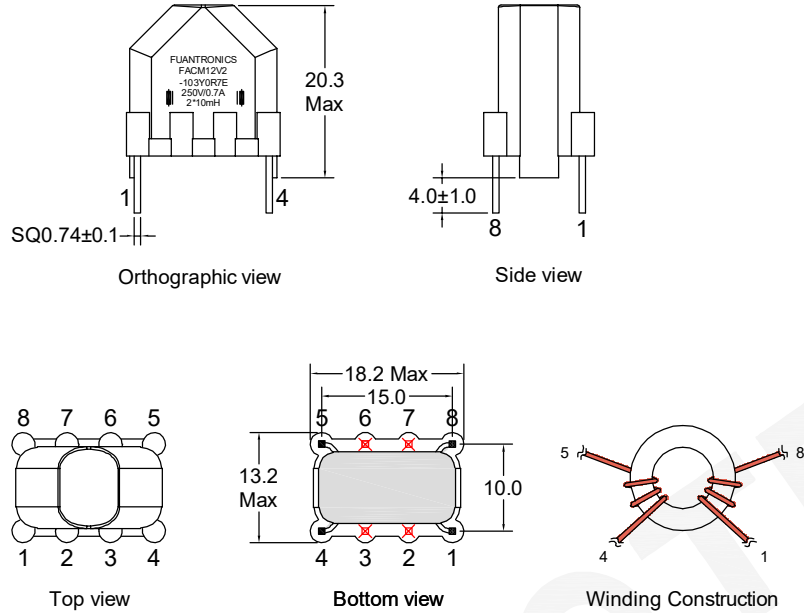 FUANTRONICS
FACM12V2
-103Y0R7E
250V/0.7A
2*10mH
20.3
Max
1
4
SQ0.74±0.1
Orthographic view
4.0±1.0
8
1
Side view
8 7 6 5
1 2 3 4
Top view
18.2 Max
15.0
5 6 7 8
13.2
Max
10.0
4 3 2 1
Bottom view
5
8
4
1
Winding Construction